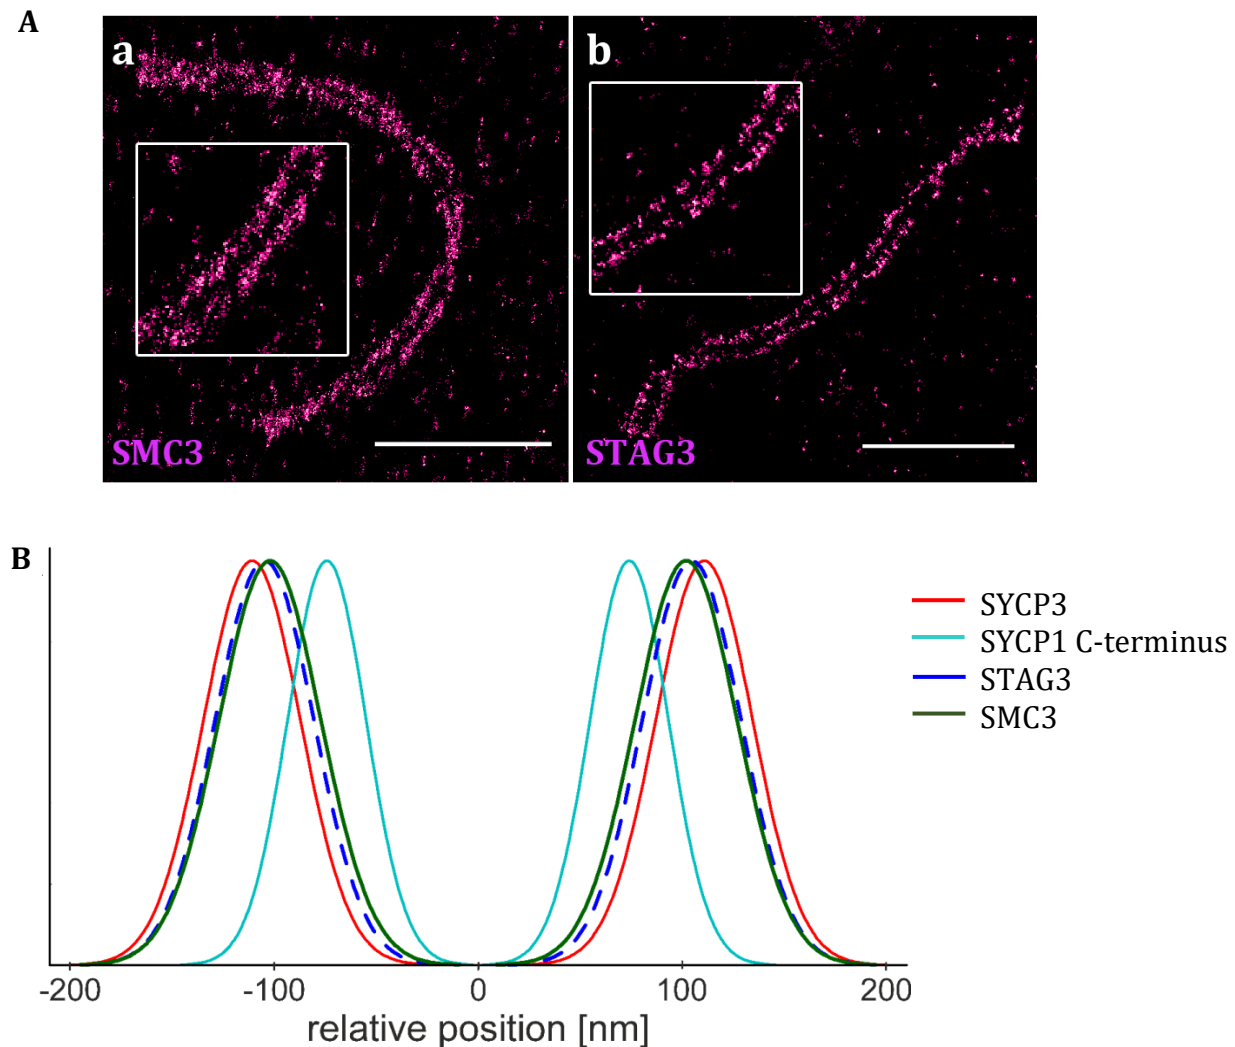 A
a
b
SMC3
STAG3
B
SYCP3
SYCP1 C-terminus
STAG3
SMC3
-200
-100
0
100
200
relative position [nm]